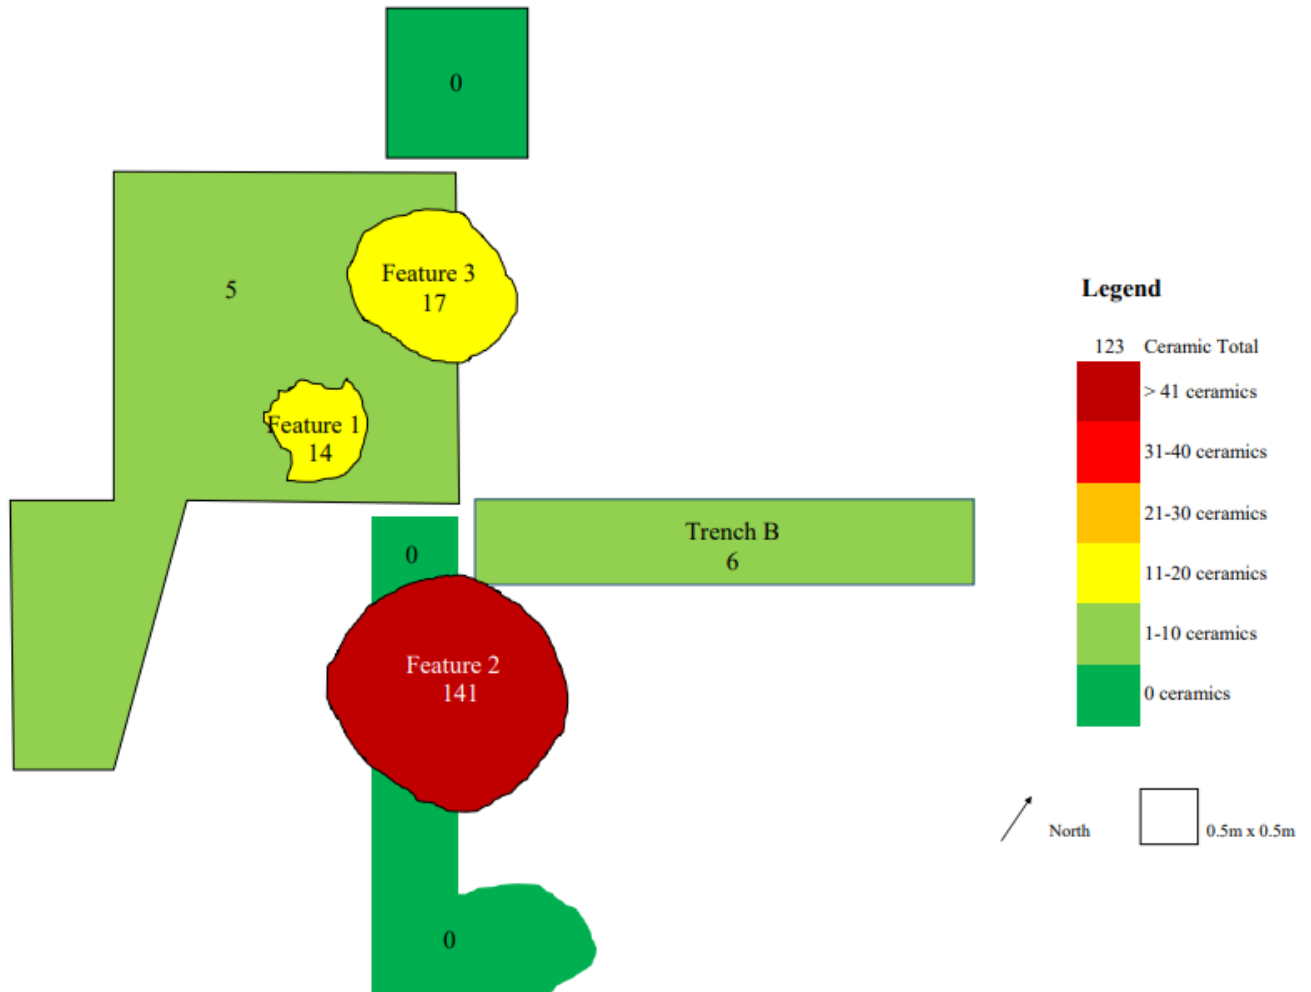 0
5
Feature 3
17
Feature 1
14
0
Trench B
6
Feature 2
141
0
Legend
123 Ceramic Total
> 41 ceramics
31-40 ceramics
21-30 ceramics
11-20 ceramics
1-10 ceramics
0 ceramics
North
0.5m x 0.5m